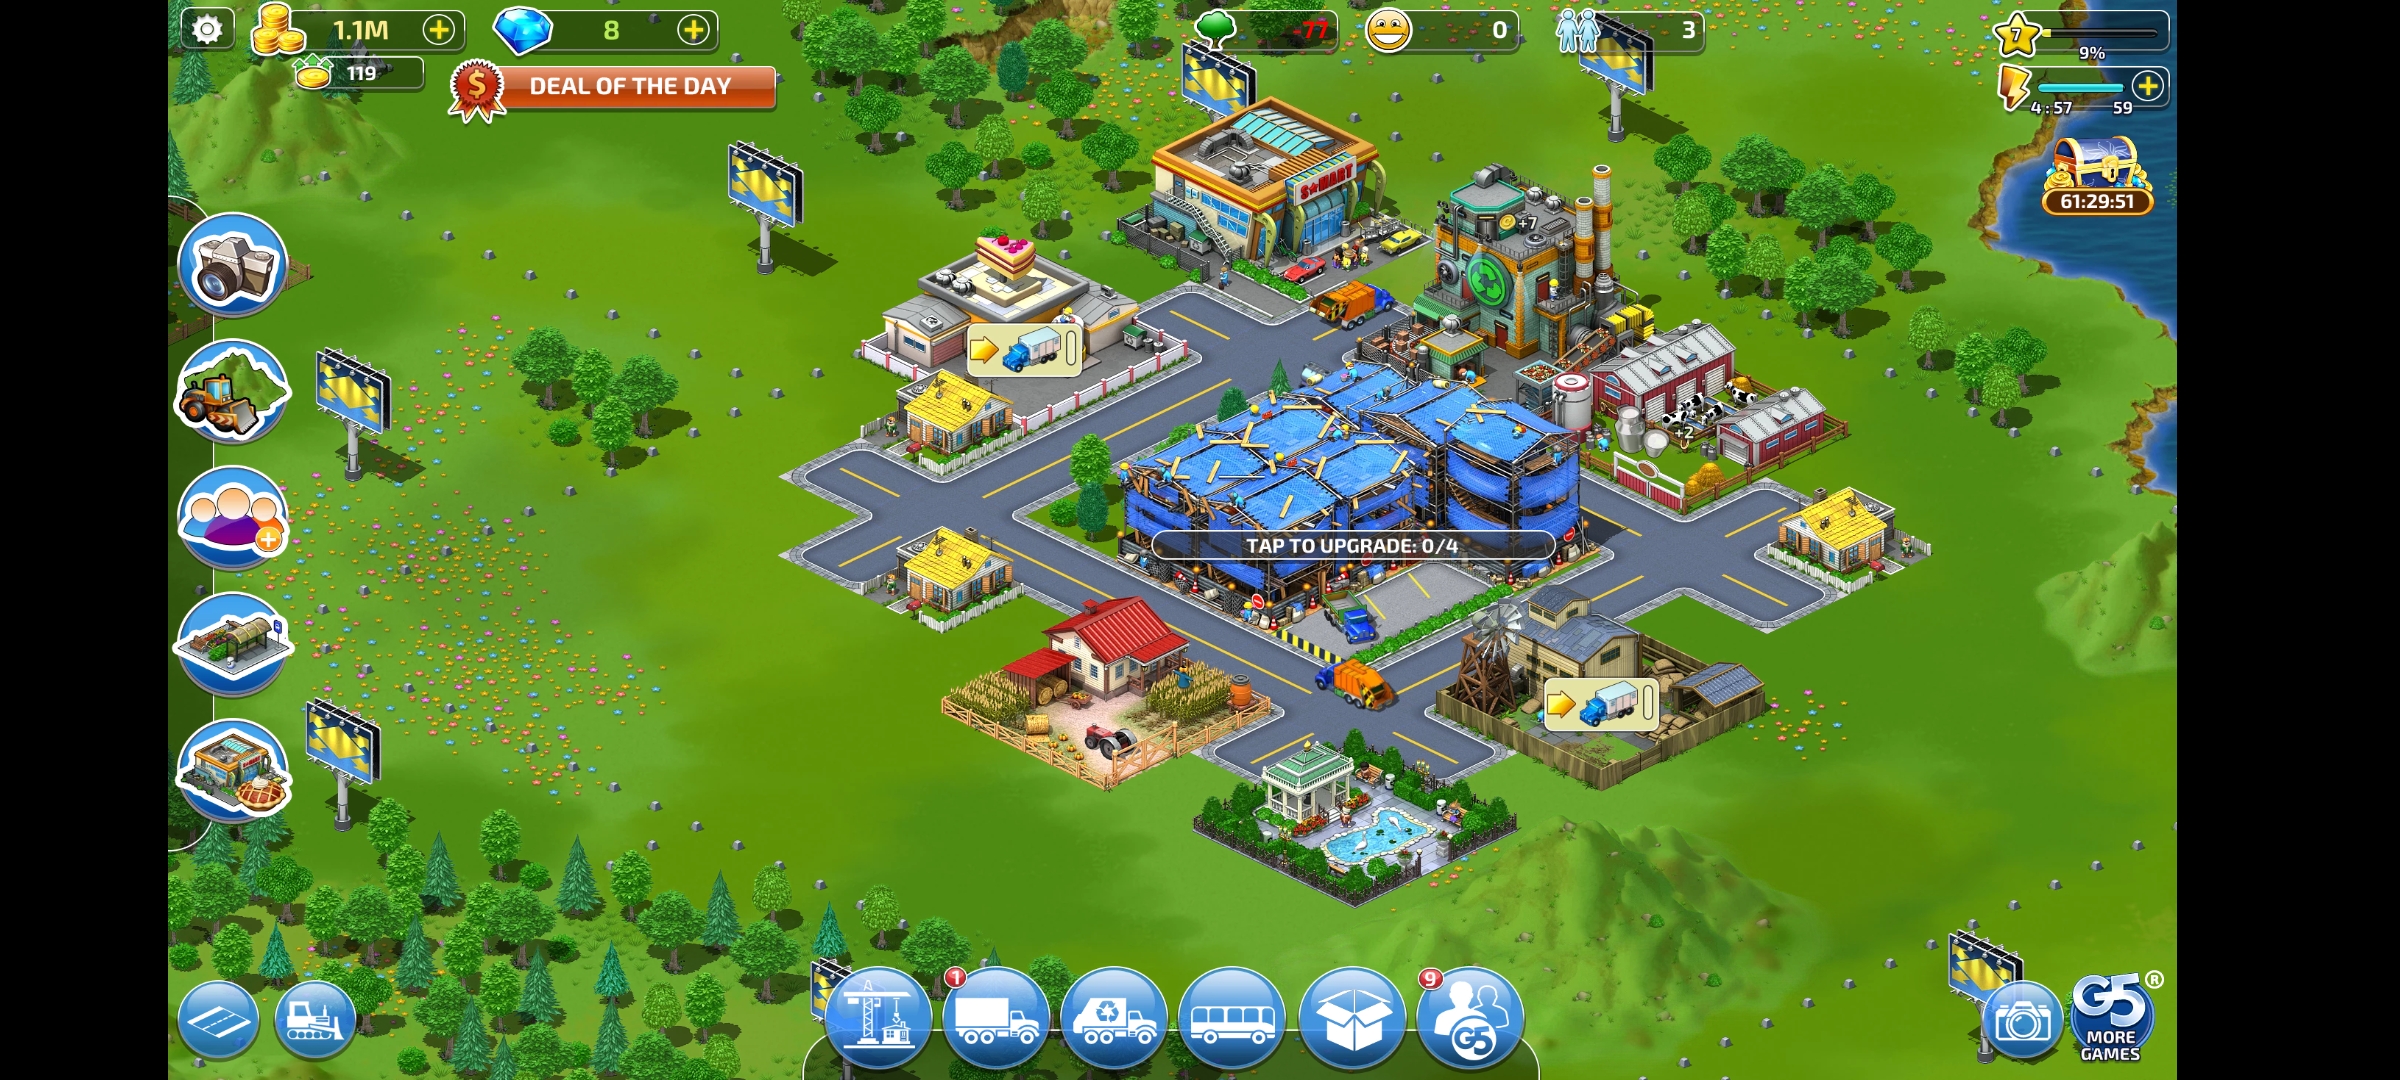 1.1M
8
-77
0
3
7
9%
119
DEAL OF THE DAY
4:57
59
61:29:51
S★MART
+7
+2
TAP TO UPGRADE: 0/4
1
9
G5
G5®
MORE
GAMES